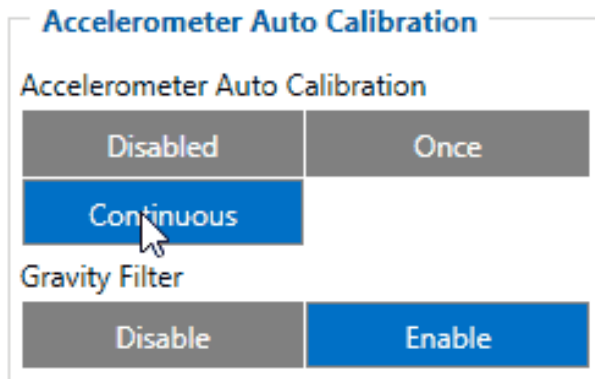 Accelerometer Auto Calibration
Accelerometer Auto Calibration
Disabled Once
Continuous
Gravity Filter
Disable Enable